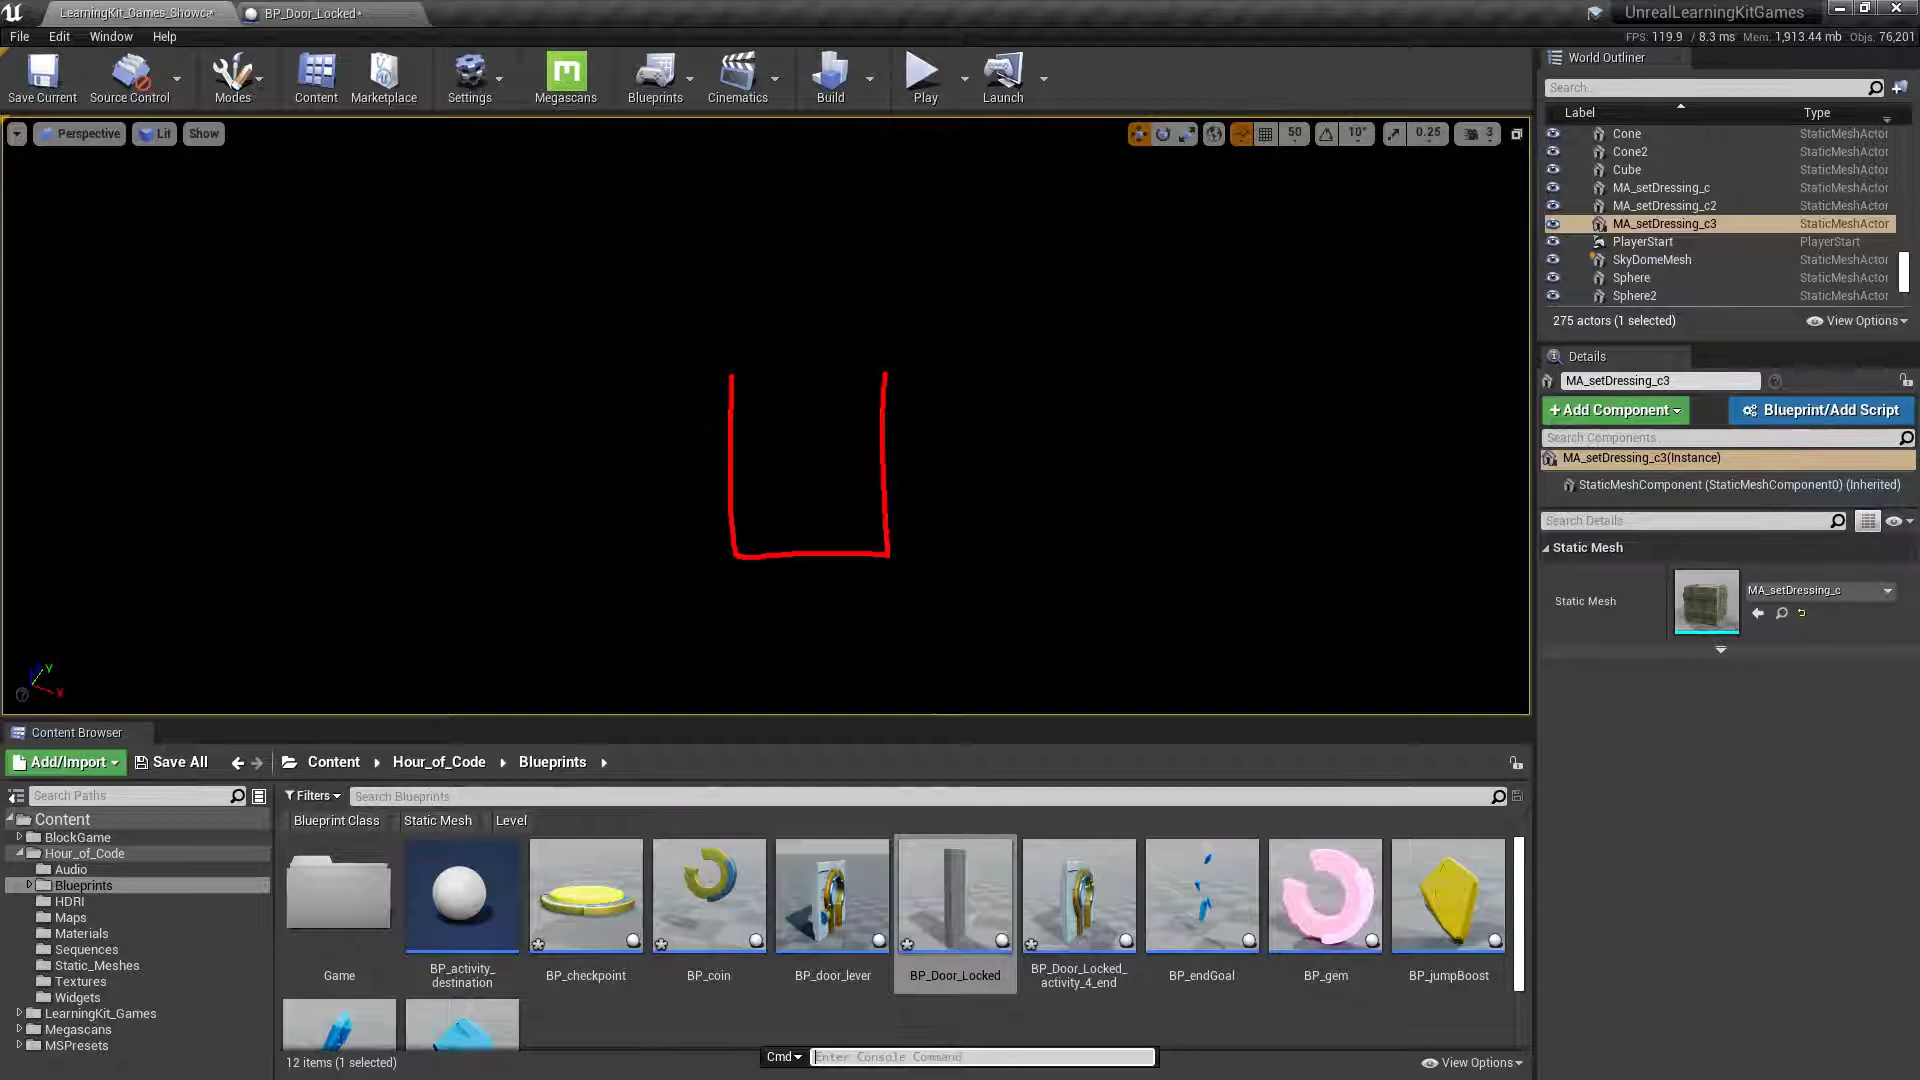 LearningKit_Games_Showca*
BP_Door_Locked*
UnrealLearningKitGames
File Edit Window Help
FPS: 119.9 / 8.3 ms Mem: 1,913.44 mb Objs: 76,201
Save Current
Source Control
Modes
Content
Marketplace
Settings
Megascans
Blueprints
Cinematics
Build
Play
Launch
Perspective
Lit
Show
50
10°
0.25
3
Y
X
World Outliner
Search..
Label Type
Cone StaticMeshActor
Cone2 StaticMeshActor
Cube StaticMeshActor
MA_setDressing_c StaticMeshActor
MA_setDressing_c2 StaticMeshActor
MA_setDressing_c3 StaticMeshActor
PlayerStart PlayerStart
SkyDomeMesh StaticMeshActor
Sphere StaticMeshActor
Sphere2 StaticMeshActor
275 actors (1 selected)
View Options
Details
MA_setDressing_c3
+Add Component
Blueprint/Add Script
Search Components
MA_setDressing_c3(Instance)
StaticMeshComponent (StaticMeshComponent0) (Inherited)
Search Details
Static Mesh
Static Mesh
MA_setDressing_c
Content Browser
Add/Import
Save All
Content
Hour_of_Code
Blueprints
Search Paths
Filters
Search Blueprints
Blueprint Class
Static Mesh
Level
Content
BlockGame
Hour_of_Code
Audio
Blueprints
HDRI
Maps
Materials
Sequences
Static_Meshes
Textures
Widgets
LearningKit_Games
Megascans
MSPresets
Game
BP_activity_
destination
BP_checkpoint
BP_coin
BP_door_lever
BP_Door_Locked
BP_Door_Locked_
activity_4_end
BP_endGoal
BP_gem
BP_jumpBoost
12 items (1 selected)
Cmd
Enter Console Command
View Options